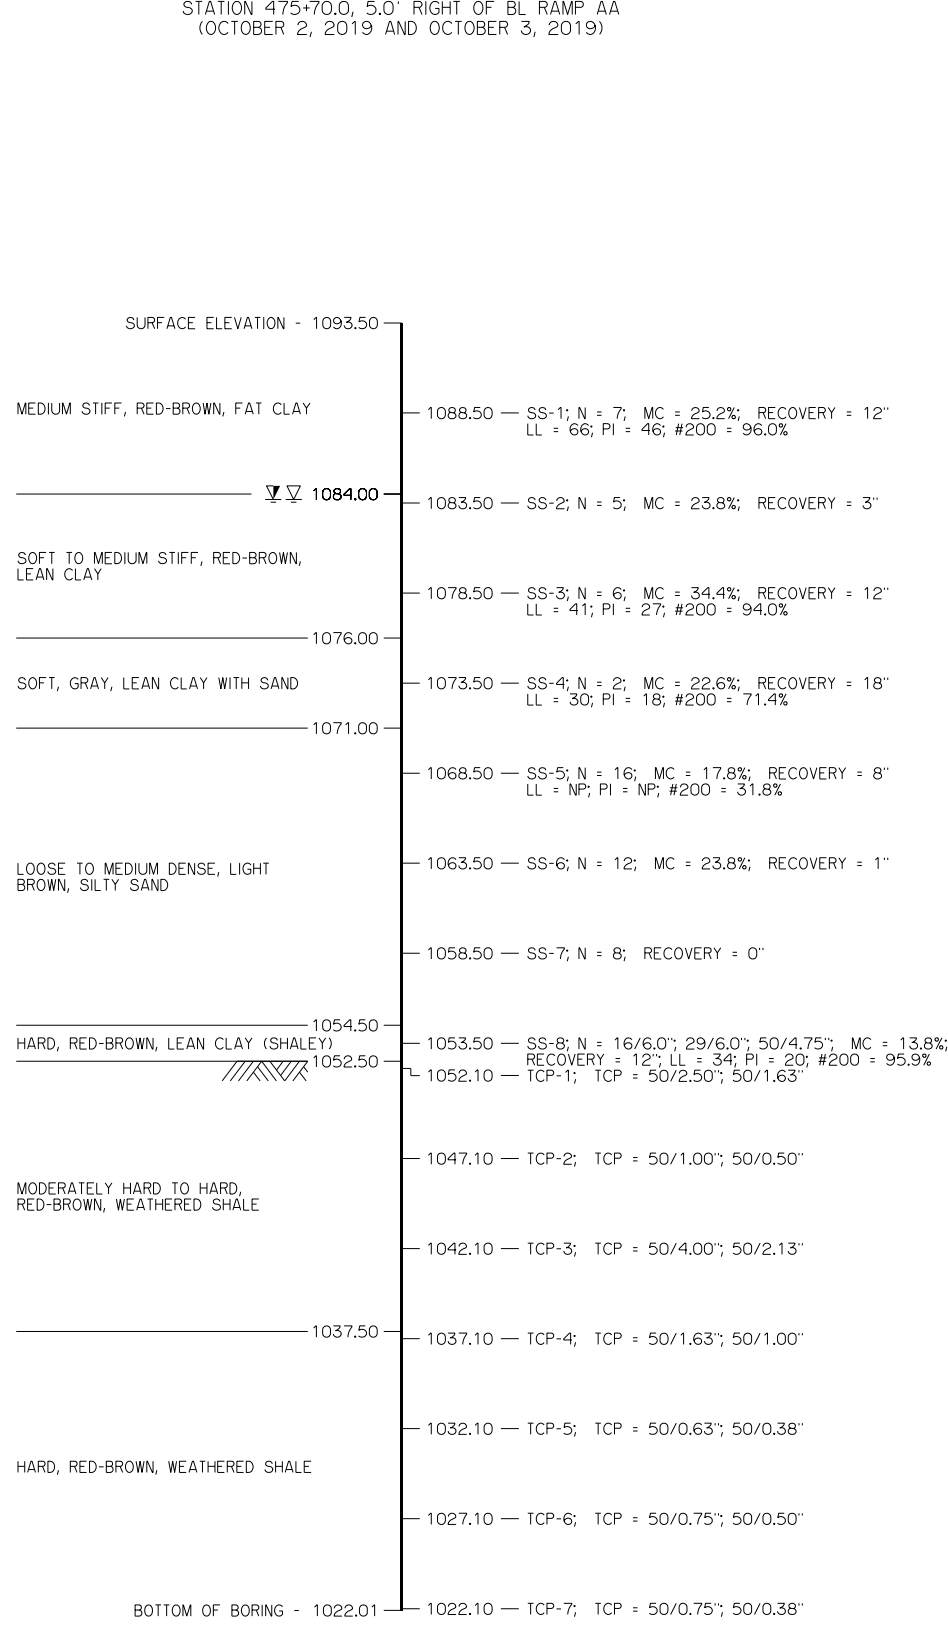 STATION 475+70.0, 5.0' RIGHT OF BL RAMP AA
(OCTOBER 2, 2019 AND OCTOBER 3, 2019)
SURFACE ELEVATION - 1093.50
MEDIUM STIFF, RED-BROWN, FAT CLAY
1088.50 — SS-1; N = 7; MC = 25.2%; RECOVERY = 12"
LL = 66; PI = 46; #200 = 96.0%
1084.00
1083.50 — SS-2; N = 5; MC = 23.8%; RECOVERY = 3"
SOFT TO MEDIUM STIFF, RED-BROWN,
LEAN CLAY
1078.50 — SS-3; N = 6; MC = 34.4%; RECOVERY = 12"
LL = 41; PI = 27; #200 = 94.0%
1076.00
SOFT, GRAY, LEAN CLAY WITH SAND
1073.50 — SS-4; N = 2; MC = 22.6%; RECOVERY = 18"
LL = 30; PI = 18; #200 = 71.4%
1071.00
1068.50 — SS-5; N = 16; MC = 17.8%; RECOVERY = 8"
LL = NP; PI = NP; #200 = 31.8%
LOOSE TO MEDIUM DENSE, LIGHT
BROWN, SILTY SAND
1063.50 — SS-6; N = 12; MC = 23.8%; RECOVERY = 1"
1058.50 — SS-7; N = 8; RECOVERY = 0"
1054.50
HARD, RED-BROWN, LEAN CLAY (SHALEY)
1053.50 — SS-8; N = 16/6.0"; 29/6.0"; 50/4.75"; MC = 13.8%;
RECOVERY = 12"; LL = 34; PI = 20; #200 = 95.9%
1052.50
1052.10 — TCP-1; TCP = 50/2.50"; 50/1.63"
1047.10 — TCP-2; TCP = 50/1.00"; 50/0.50"
MODERATELY HARD TO HARD,
RED-BROWN, WEATHERED SHALE
1042.10 — TCP-3; TCP = 50/4.00"; 50/2.13"
1037.50
1037.10 — TCP-4; TCP = 50/1.63"; 50/1.00"
1032.10 — TCP-5; TCP = 50/0.63"; 50/0.38"
HARD, RED-BROWN, WEATHERED SHALE
1027.10 — TCP-6; TCP = 50/0.75"; 50/0.50"
BOTTOM OF BORING - 1022.01
1022.10 — TCP-7; TCP = 50/0.75"; 50/0.38"